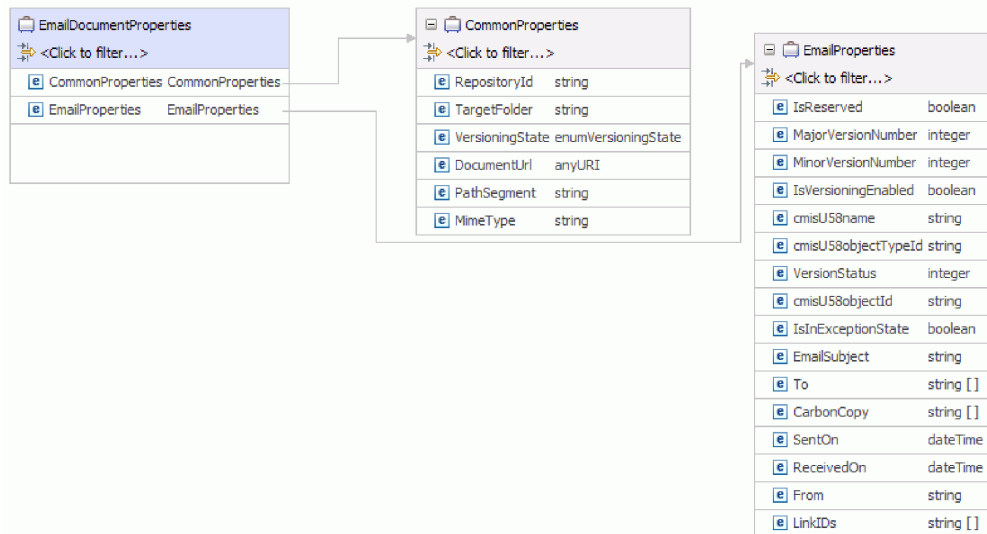 EmailDocumentProperties
<Click to filter...>
e CommonProperties CommonProperties
e EmailProperties EmailProperties
CommonProperties
<Click to filter...>
e RepositoryId string
e TargetFolder string
e VersioningState enumVersioningState
e DocumentUrl anyURI
e PathSegment string
e MimeType string
EmailProperties
<Click to filter...>
e IsReserved boolean
e MajorVersionNumber integer
e MinorVersionNumber integer
e IsVersioningEnabled boolean
e cmisU58name string
e cmisU58objectTypeId string
e VersionStatus integer
e cmisU58objectId string
e IsInExceptionState boolean
e EmailSubject string
e To string []
e CarbonCopy string []
e SentOn dateTime
e ReceivedOn dateTime
e From string
e LinkIDs string []